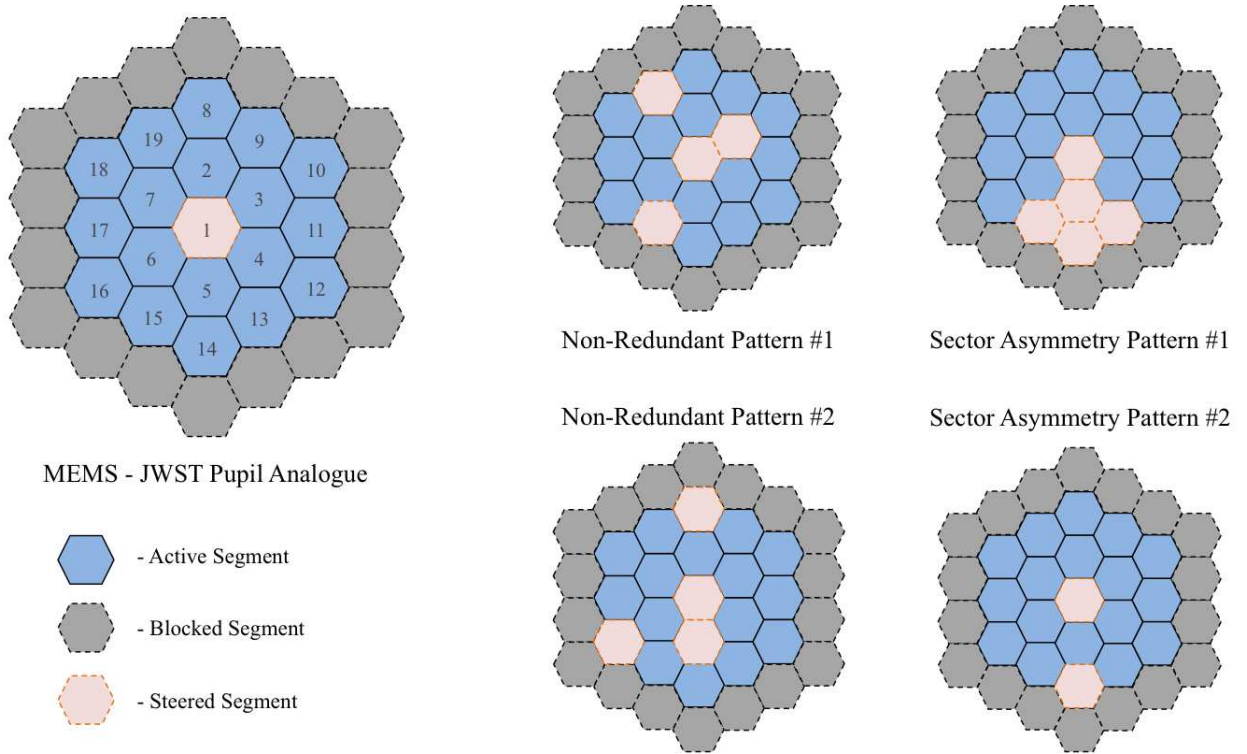 8
19
9
18
2
10
7
3
17
1
11
6
4
16
5
12
15
13
14
MEMS - JWST Pupil Analogue
- Active Segment
- Blocked Segment
- Steered Segment
Non-Redundant Pattern #1
Sector Asymmetry Pattern #1
Non-Redundant Pattern #2
Sector Asymmetry Pattern #2